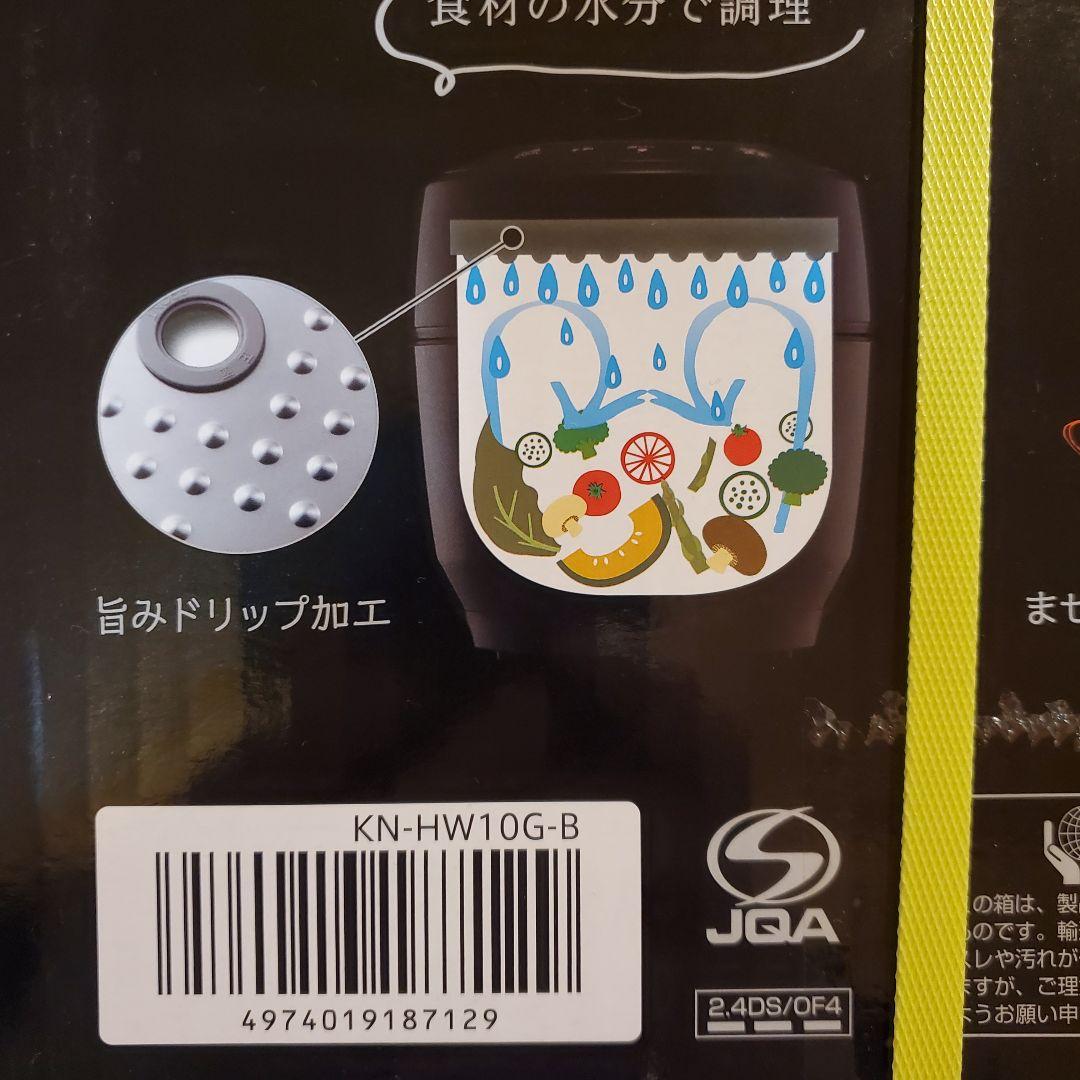 食材の水分で調理
旨みドリップ加工
ませ
KN-HW10G-B
4974019187129
JQA
2.4DS/OF4
の箱は、製
のです。輸
スレや汚れが
ますが、ご理
ようお願い申